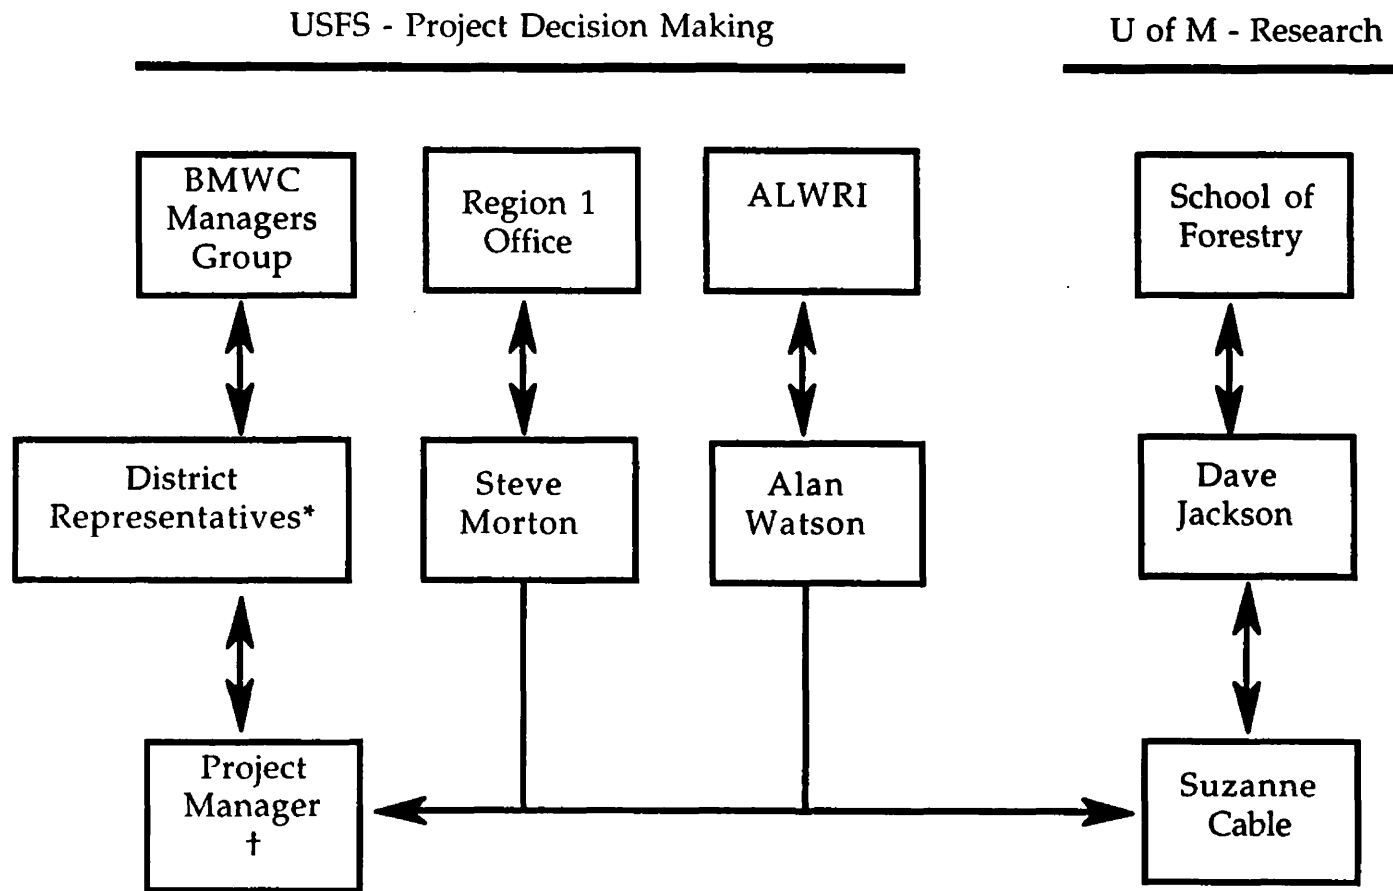 USFS - Project Decision Making
U of M - Research
BMWC
Managers
Group
Region 1
Office
ALWRI
School of
Forestry
District
Representatives*
Steve
Morton
Alan
Watson
Dave
Jackson
Project
Manager
†
Suzanne
Cable